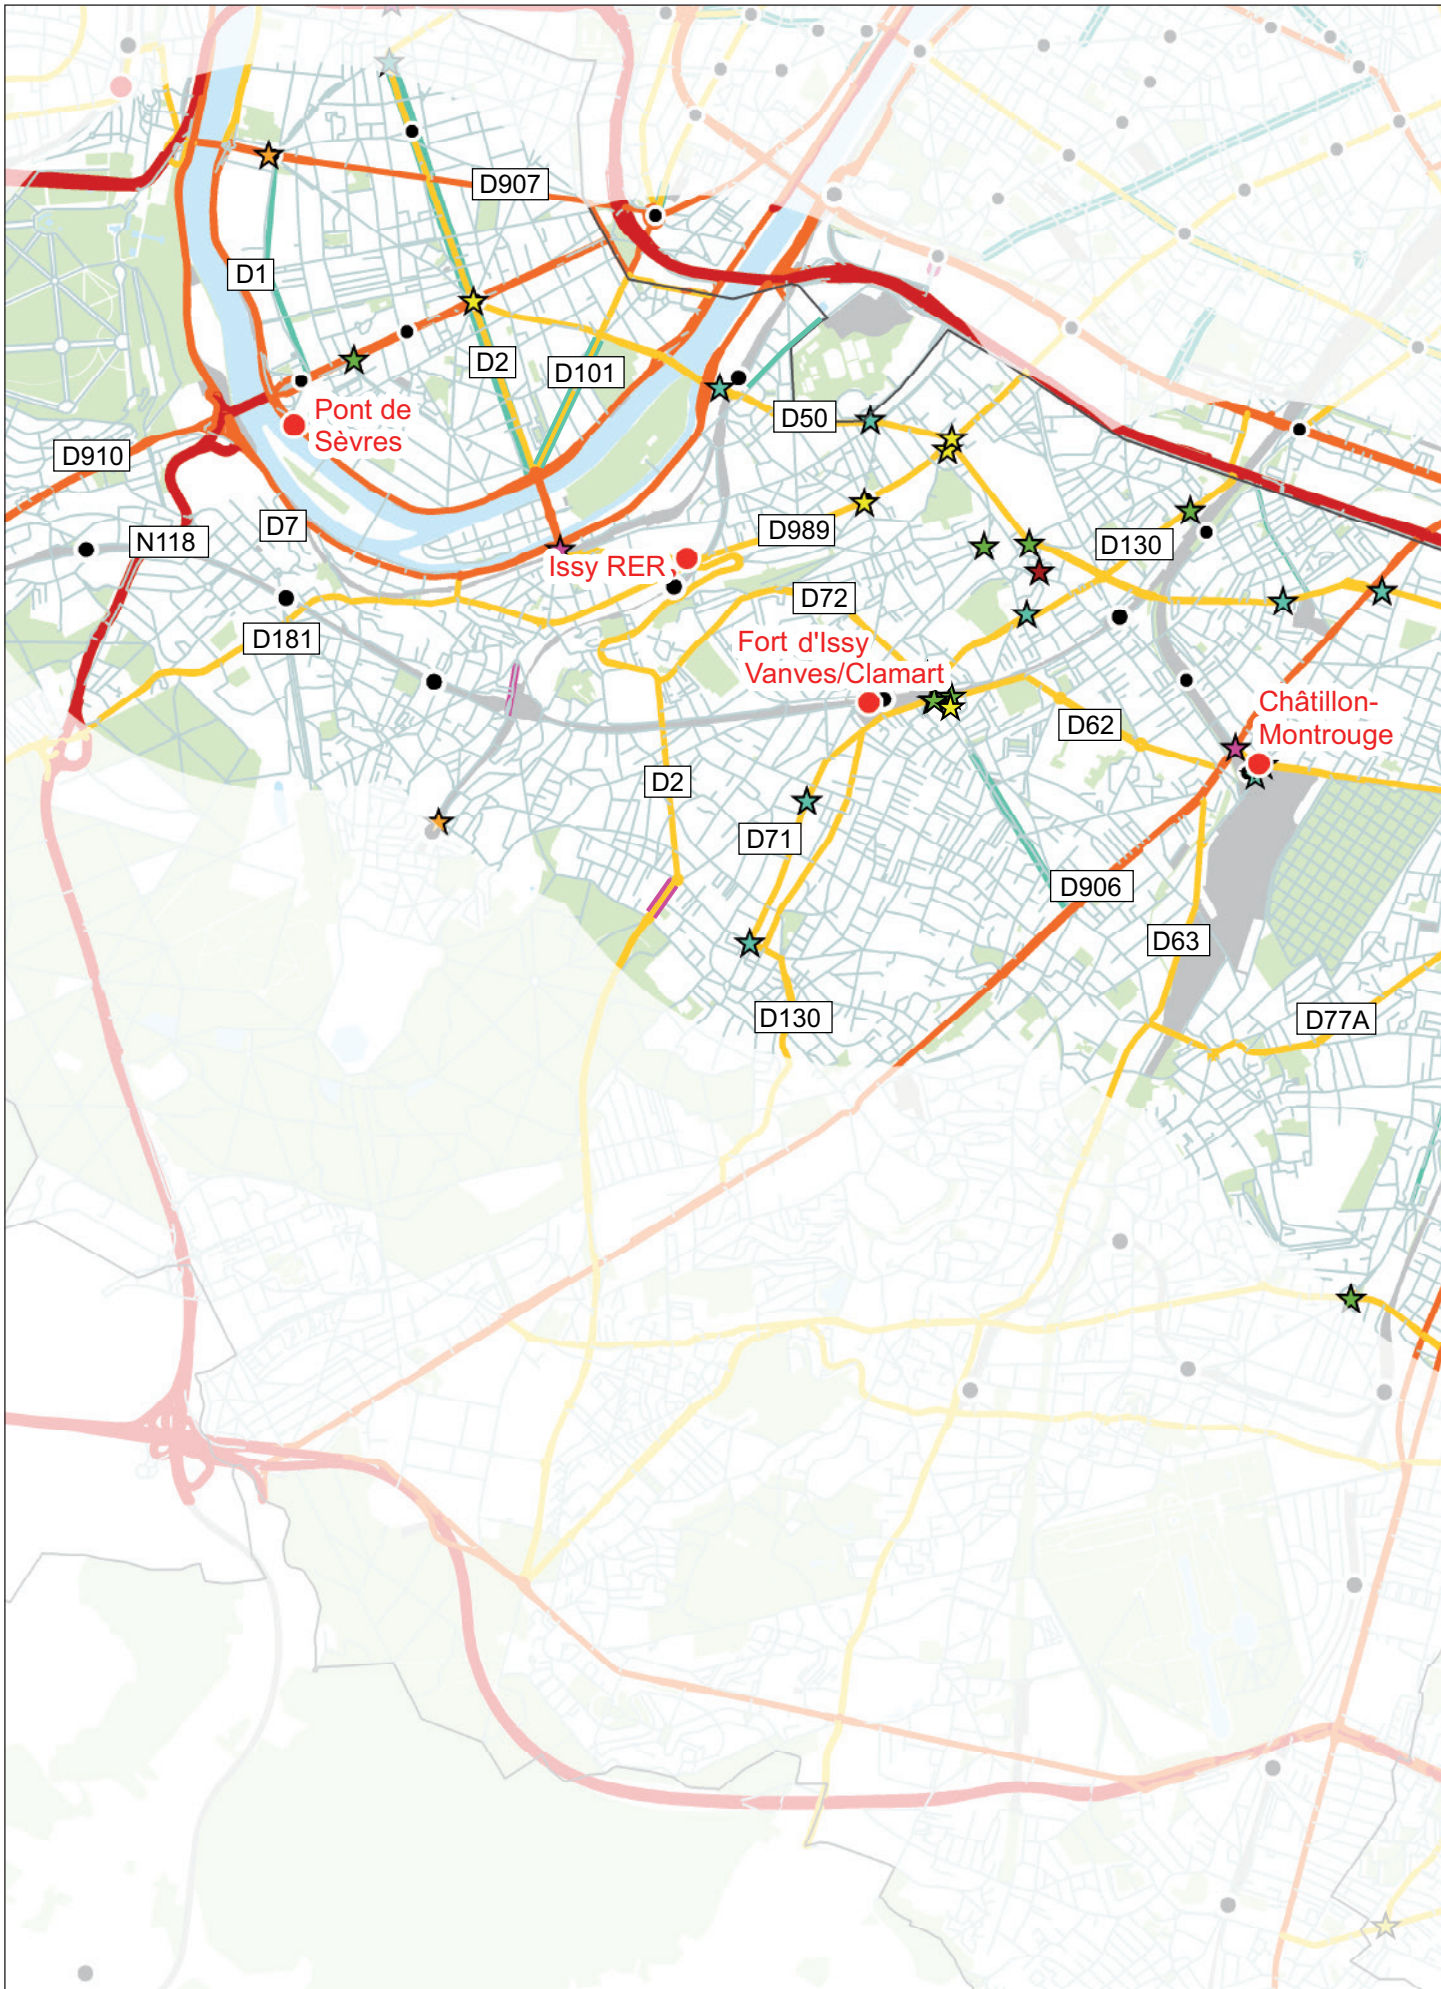 D907
D1
D2
D101
Pont de
Sèvres
D50
D910
D7
N118
D989
D130
Issy RER
D72
D181
Fort d'Issy
Vanves/Clamart
Châtillon-
Montrouge
D62
D2
D71
D906
D63
D130
D77A